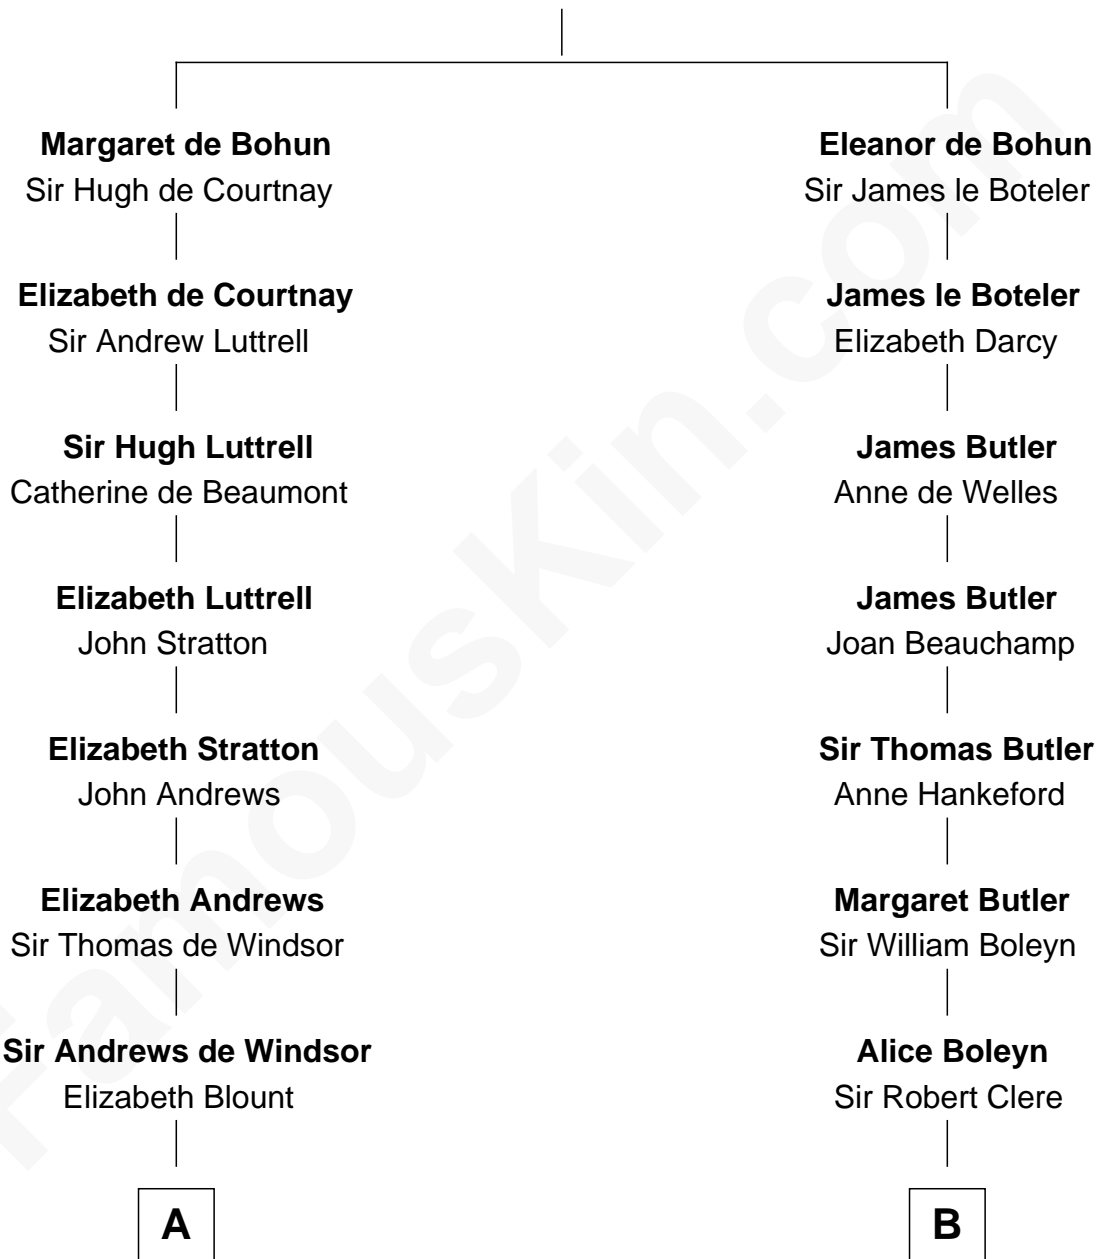 Margaret de Bohun
Sir Hugh de Courtnay
Elizabeth de Courtnay
Sir Andrew Luttrell
Sir Hugh Luttrell
Catherine de Beaumont
Elizabeth Luttrell
John Stratton
Elizabeth Stratton
John Andrews
Elizabeth Andrews
Sir Thomas de Windsor
Sir Andrews de Windsor
Elizabeth Blount
A
Eleanor de Bohun
Sir James le Boteler
James le Boteler
Elizabeth Darcy
James Butler
Anne de Welles
James Butler
Joan Beauchamp
Sir Thomas Butler
Anne Hankeford
Margaret Butler
Sir William Boleyn
Alice Boleyn
Sir Robert Clere
B
FamousKin.com